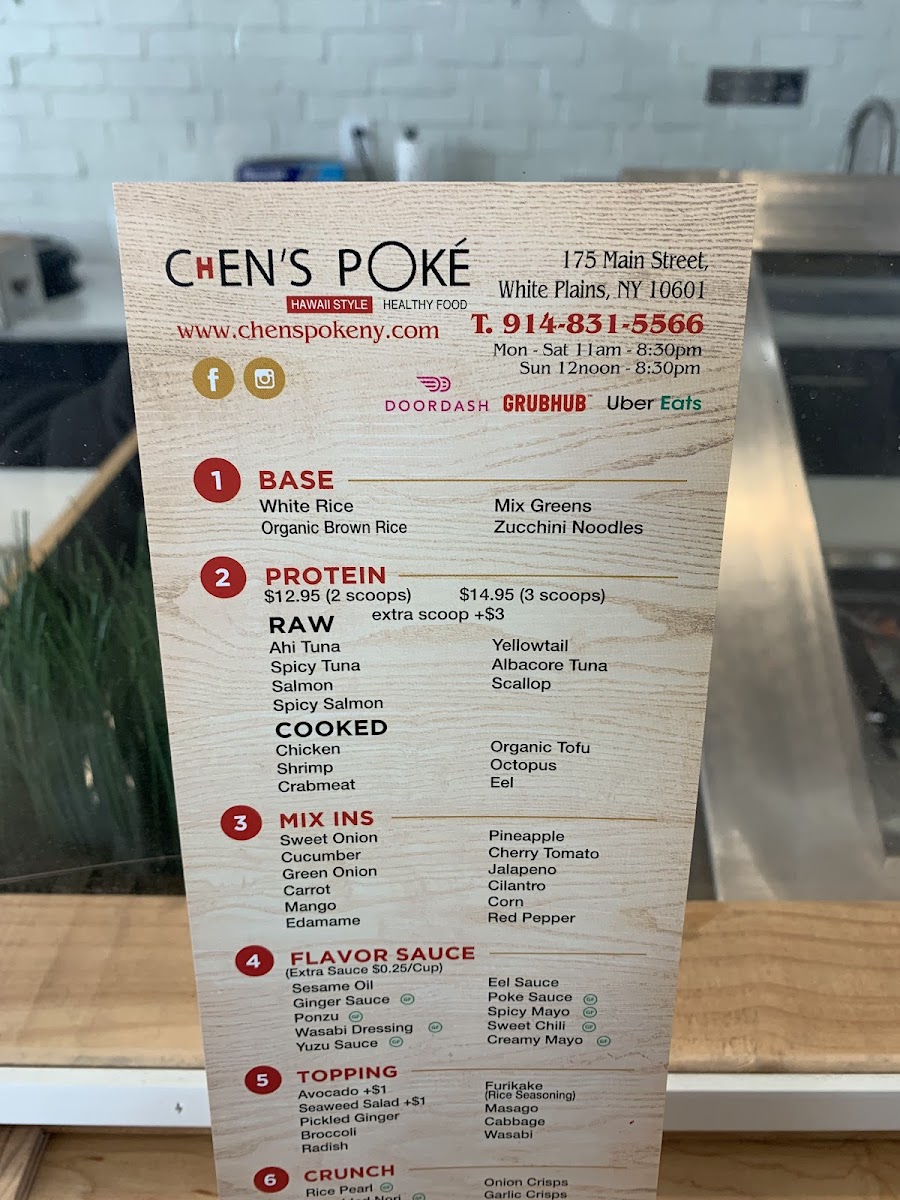 CHEN'S POKÉ
HAWAII STYLE HEALTHY FOOD
www.chenspokeny.com
175 Main Street,
White Plains, NY 10601
T. 914-831-5566
Mon - Sat 11am - 8:30pm
Sun 12noon - 8:30pm
DOORDASH GRUBHUB Uber Eats
1 BASE
White Rice
Organic Brown Rice
Mix Greens
Zucchini Noodles
2 PROTEIN
$12.95 (2 scoops) $14.95 (3 scoops)
extra scoop +$3
RAW
Ahi Tuna
Spicy Tuna
Salmon
Spicy Salmon
Yellowtail
Albacore Tuna
Scallop
COOKED
Chicken
Shrimp
Crabmeat
Organic Tofu
Octopus
Eel
3 MIX INS
Sweet Onion
Cucumber
Green Onion
Carrot
Mango
Edamame
Pineapple
Cherry Tomato
Jalapeno
Cilantro
Corn
Red Pepper
4 FLAVOR SAUCE
(Extra Sauce $0.25/Cup)
Sesame Oil
Ginger Sauce GF
Ponzu GF
Wasabi Dressing GF
Yuzu Sauce GF
Eel Sauce
Poke Sauce GF
Spicy Mayo GF
Sweet Chili GF
Creamy Mayo GF
5 TOPPING
Avocado +$1
Seaweed Salad +$1
Pickled Ginger
Broccoli
Radish
Furikake
(Rice Seasoning)
Masago
Cabbage
Wasabi
6 CRUNCH
Rice Pearl GF
Nori GF
Onion Crisps
Garlic Crisps